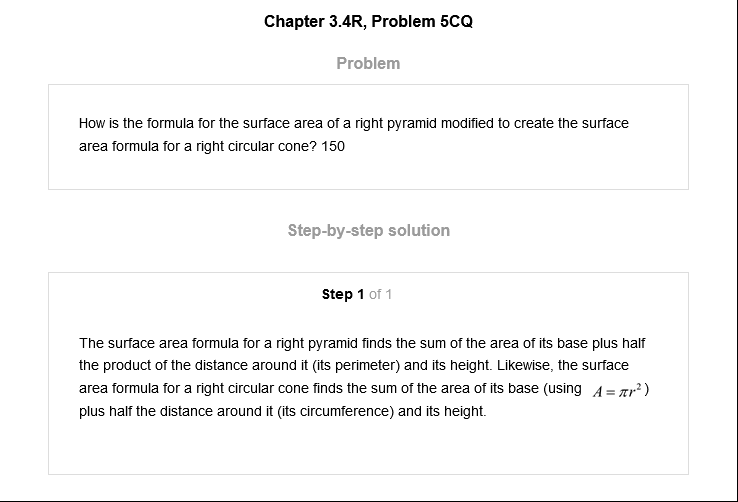 Chapter 3.4R, Problem 5CQ
Problem
How is the formula for the surface area of a right pyramid modified to create the surface
area formula for a right circular cone? 150
Step-by-step solution
Step 1 of 1
The surface area formula for a right pyramid finds the sum of the area of its base plus half
the product of the distance around it (its perimeter) and its height. Likewise, the surface
area formula for a right circular cone finds the sum of the area of its base (using A = πr²)
plus half the distance around it (its circumference) and its height.